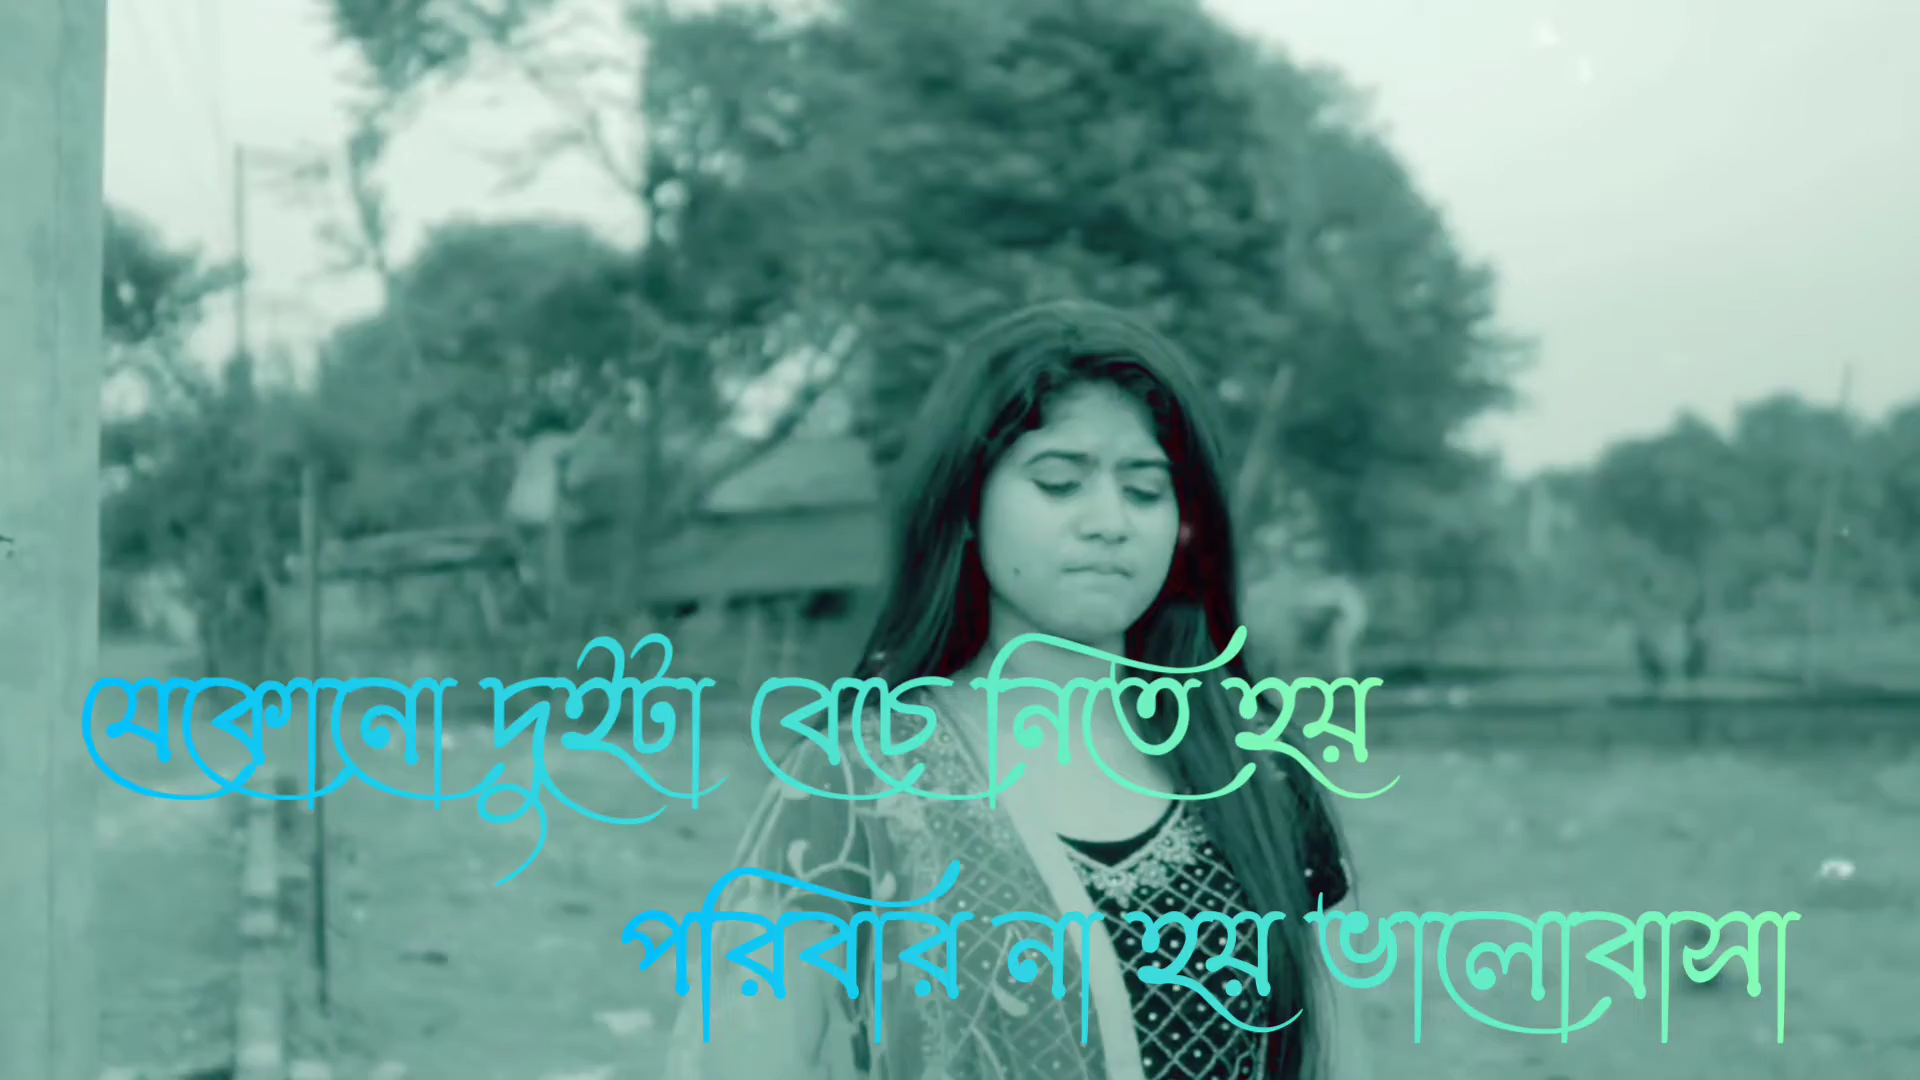 যেকোনো দুইটা বেচে নিতে হয়
পরিবার না হয় ভালোবাসা